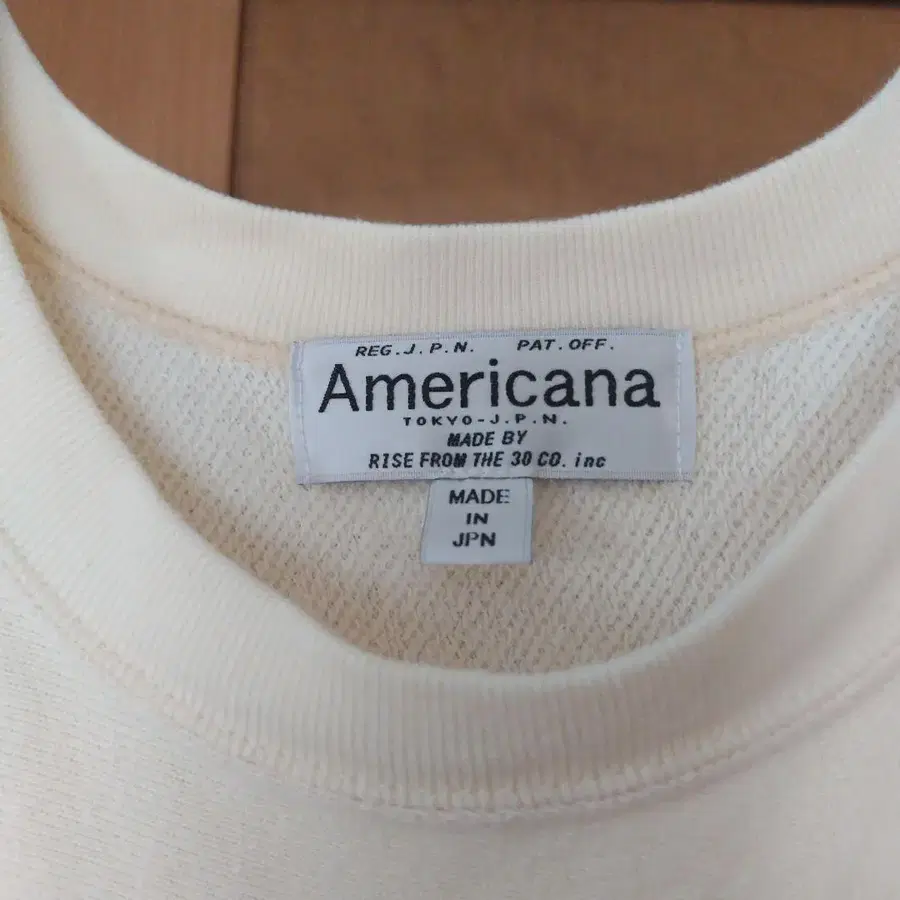 REG.J.P.N. PAT.OFF.
Americana
TOKYO-J.P.N.
MADE BY
RISE FROM THE 30 CO. inc
MADE
IN
JPN